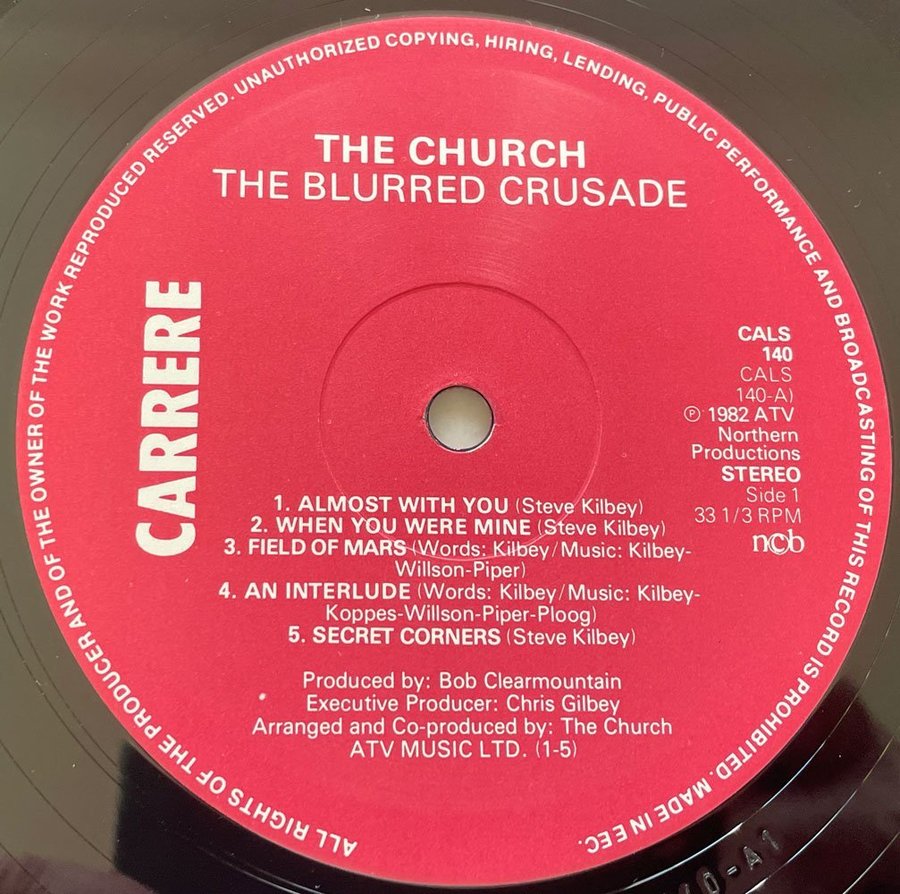 ALL RIGHTS OF THE PRODUCER AND OF THE OWNER OF THE WORK REPRODUCED RESERVED. UNAUTHORIZED COPYING, HIRING, LENDING, PUBLIC PERFORMANCE AND BROADCASTING OF THIS RECORD IS PROHIBITED. MADE IN EEC.
THE CHURCH
THE BLURRED CRUSADE
CARRERE
CALS
140
CALS
140-A)
℗ 1982 ATV
Northern
Productions
STEREO
Side 1
33 1/3 RPM
ncb
1. ALMOST WITH YOU (Steve Kilbey)
2. WHEN YOU WERE MINE (Steve Kilbey)
3. FIELD OF MARS (Words: Kilbey/Music: Kilbey-
Willson-Piper)
4. AN INTERLUDE (Words: Kilbey/Music: Kilbey-
Koppes-Willson-Piper-Ploog)
5. SECRET CORNERS (Steve Kilbey)
Produced by: Bob Clearmountain
Executive Producer: Chris Gilbey
Arranged and Co-produced by: The Church
ATV MUSIC LTD. (1-5)